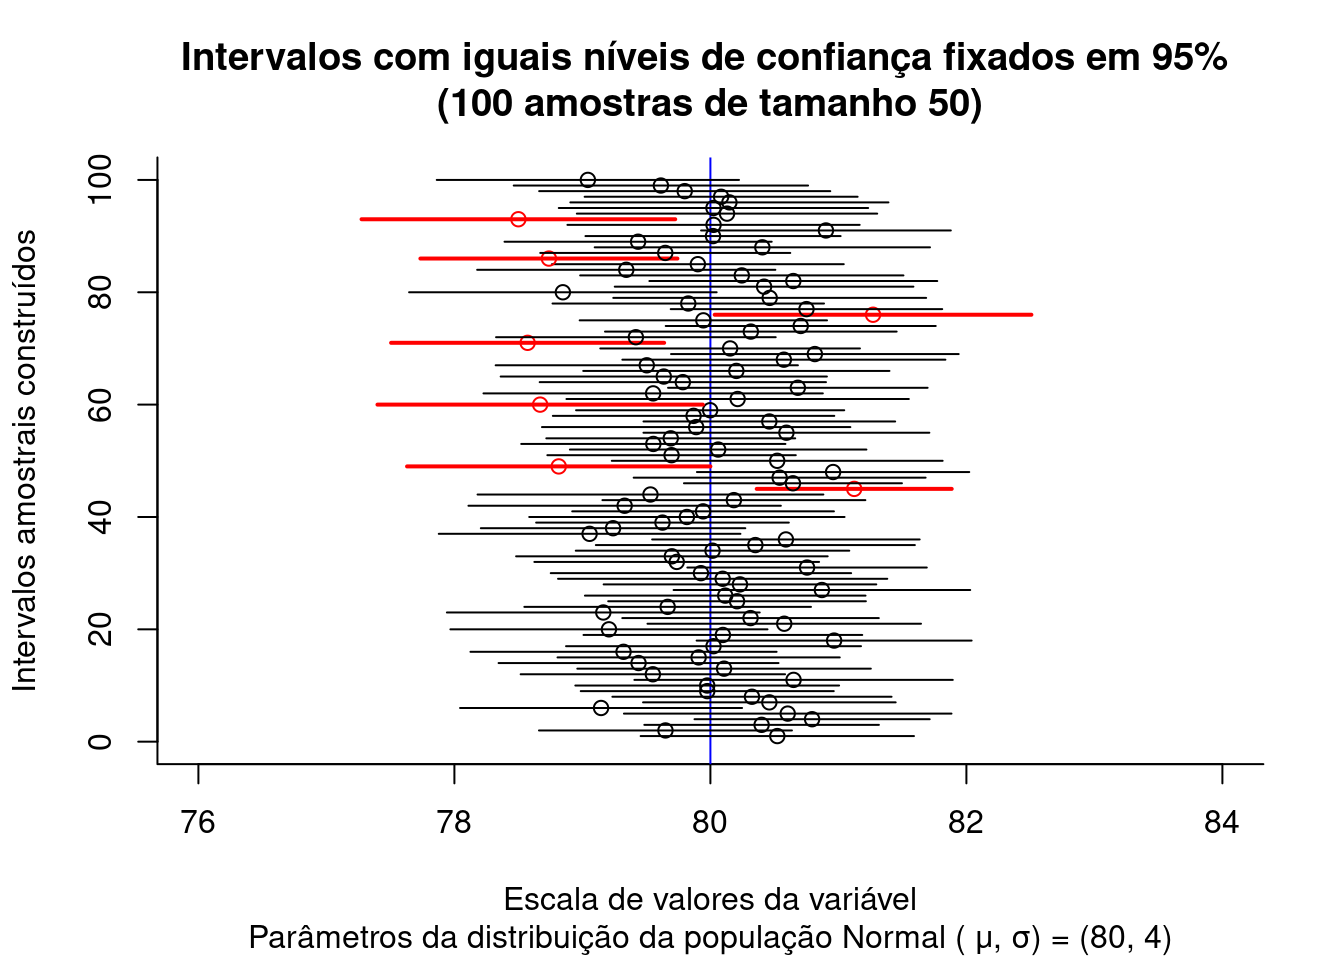 Intervalos com iguais níveis de confiança fixados em 95%
(100 amostras de tamanho 50)
Intervalos amostrais construídos
100
80
60
40
20
0
76 78 80 82 84
Escala de valores da variável
Parâmetros da distribuição da população Normal ( μ, σ) = (80, 4)